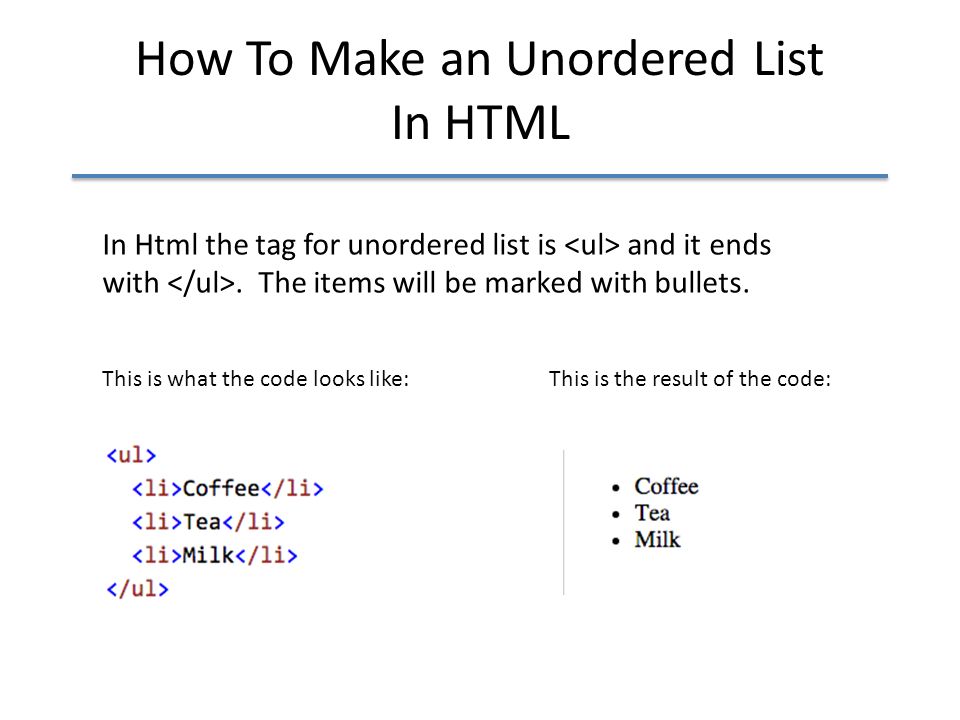 How To Make an Unordered List
In HTML
In Html the tag for unordered list is <ul> and it ends
with </ul>.  The items will be marked with bullets.
This is what the code looks like:
This is the result of the code:
<ul>
  <li>Coffee</li>
  <li>Tea</li>
  <li>Milk</li>
</ul>
• Coffee
• Tea
• Milk